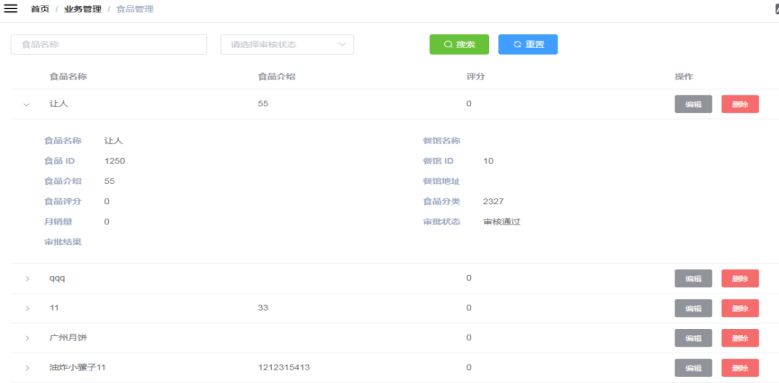 首页 / 业务管理 / 食品管理
食品名称 请选择审核状态 搜索 重置
食品名称 食品介绍 评分 操作
让人 55 0 编辑 删除
食品名称 让人 餐馆名称
食品 ID 1250 餐馆 ID 10
食品介绍 55 餐馆地址
食品评分 0 食品分类 2327
月销量 0 审批状态 审核通过
审批结果
qqq 0 编辑 删除
11 33 0 编辑 删除
广州月饼 0 编辑 删除
油炸小骡子11 1212315413 0 编辑 删除